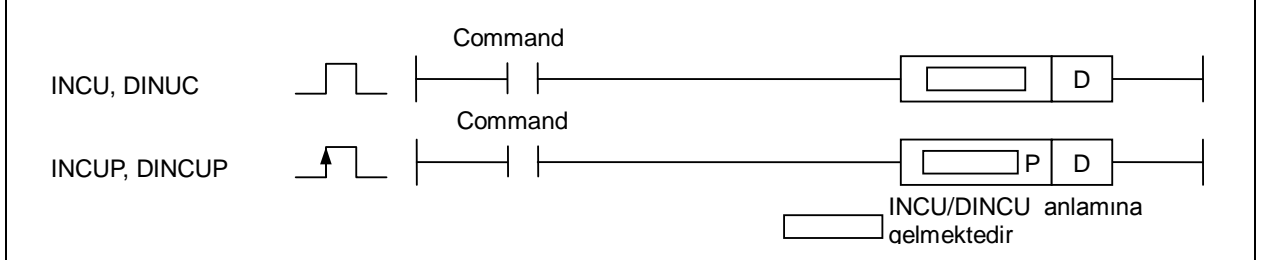 Command
INCU, DINUC
D
Command
INCUP, DINCUP
P D
INCU/DINCU anlamına
gelmektedir